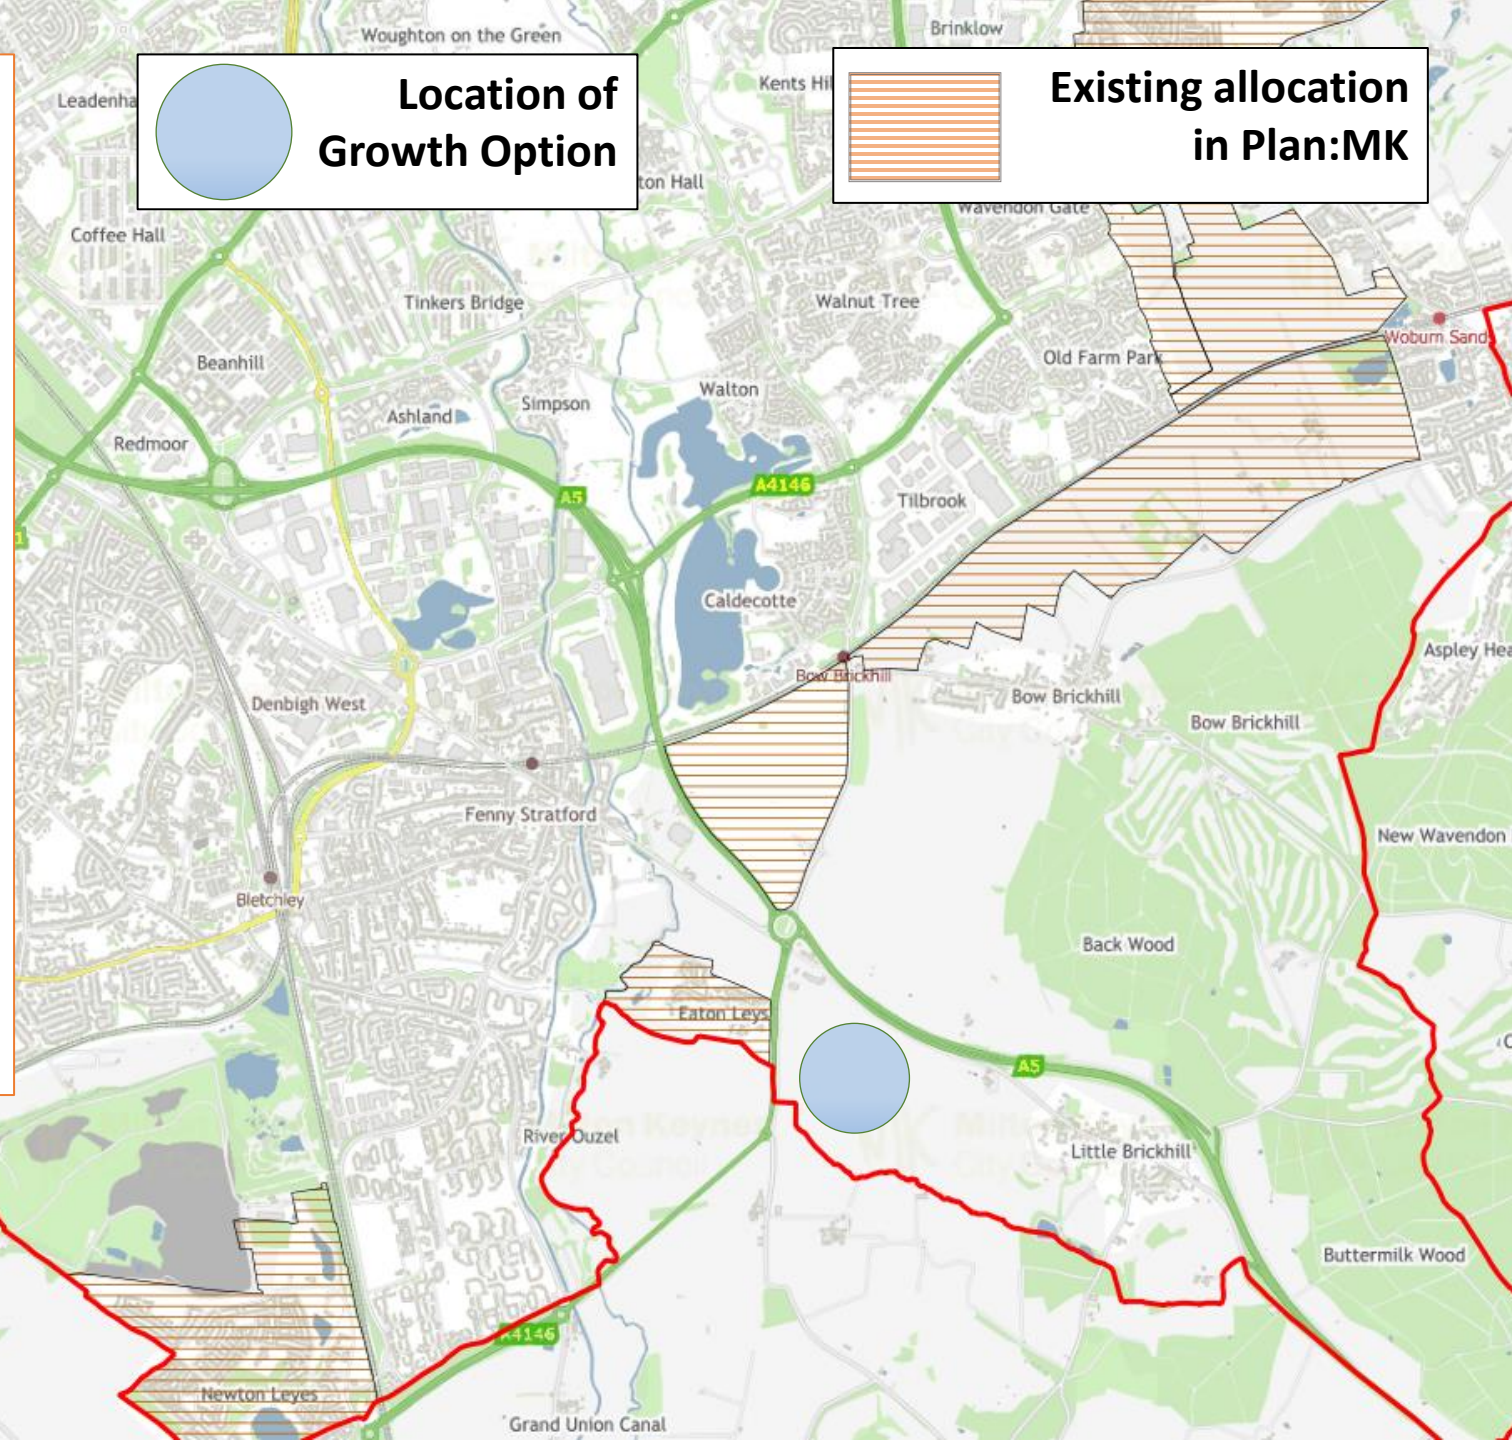 Woughton on the Green
Brinklow
Location of
Growth Option
Existing allocation
in Plan:MK
Leadenha
Kents Hil
ton Hall
Wavendon Gate
Coffee Hall
Tinkers Bridge
Walnut Tree
Woburn Sands
Beanhill
Old Farm Park
Walton
Simpson
Ashland
Redmoor
A5
A4146
Tilbrook
1
Caldecotte
Aspley Hea
Bow Brickhill
Bow Brickhill
Denbigh West
Bow Brickhill
Fenny Stratford
New Wavendon
Bletchley
Back Wood
Eaton Leys
A5
River Ouzel
Little Brickhill
Buttermilk Wood
A4146
Newton Leyes
Grand Union Canal